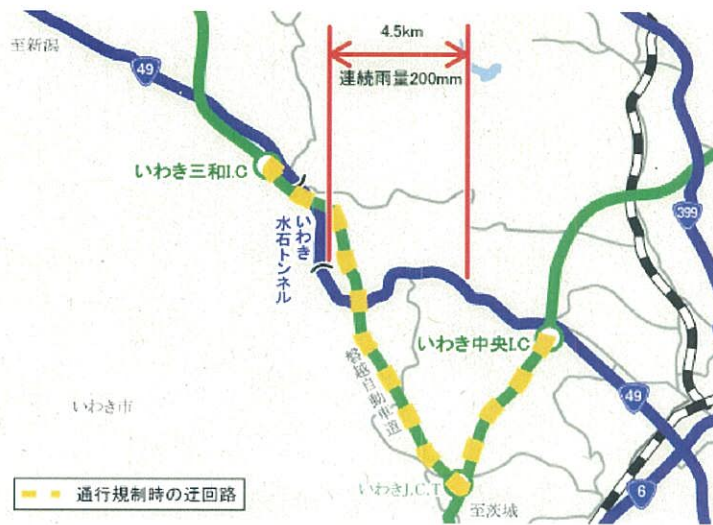 至新潟
49
4.5km
連続雨量200mm
いわき三和I.C
いわき
水石トンネル
399
いわき中央I.C
磐越自動車道
49
いわき市
いわきJ.C.T
6
至茨城
通行規制時の迂回路